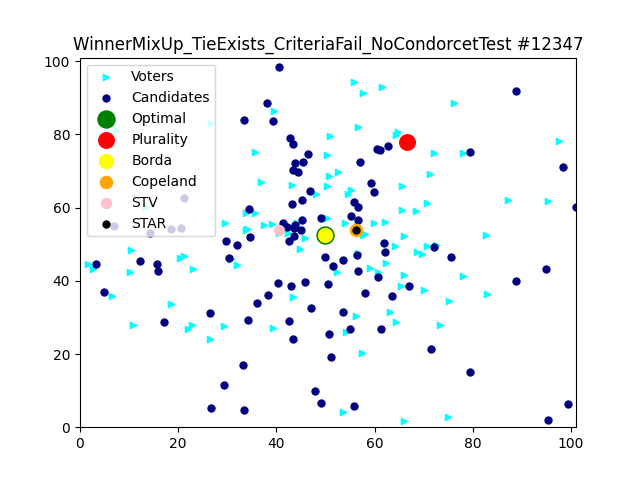 WinnerMixUp_TieExists_CriteriaFail_NoCondorcetTest #12347
100
80
60
40
20
0
Voters
Candidates
Optimal
Plurality
Borda
Copeland
STV
STAR
0 20 40 60 80 100